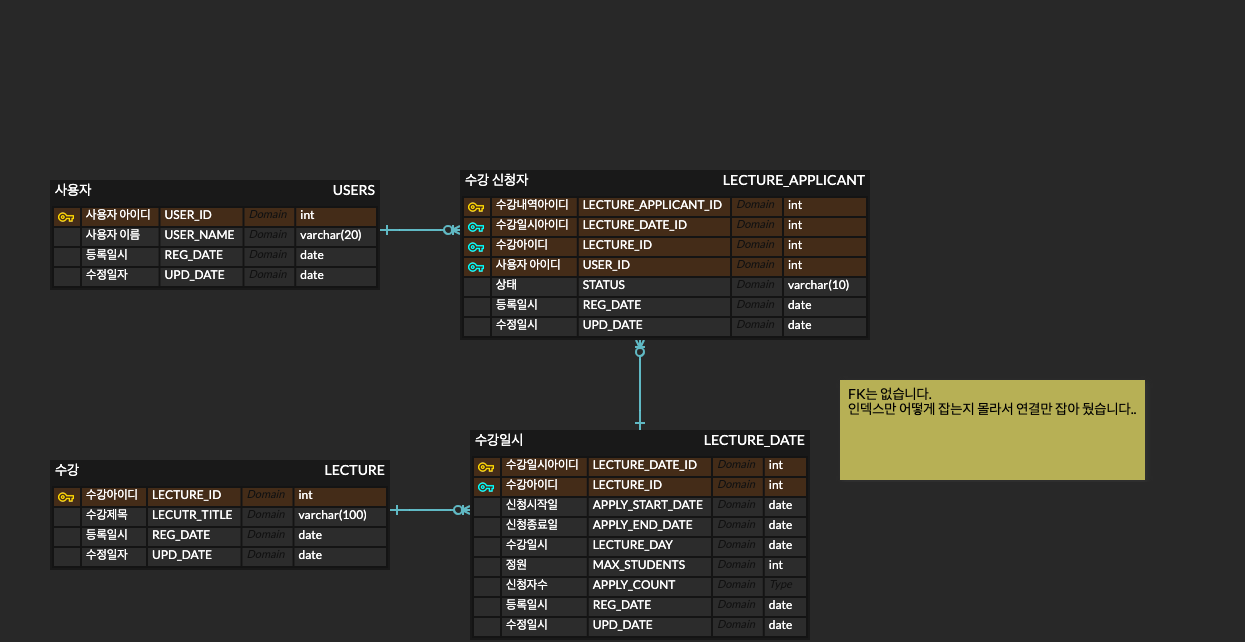 사용자 USERS
사용자 아이디 USER_ID Domain int
사용자 이름 USER_NAME Domain varchar(20)
등록일시 REG_DATE Domain date
수정일자 UPD_DATE Domain date
수강 신청자 LECTURE_APPLICANT
수강내역아이디 LECTURE_APPLICANT_ID Domain int
수강일시아이디 LECTURE_DATE_ID Domain int
수강아이디 LECTURE_ID Domain int
사용자 아이디 USER_ID Domain int
상태 STATUS Domain varchar(10)
등록일시 REG_DATE Domain date
수정일시 UPD_DATE Domain date
FK는 없습니다.
인덱스만 어떻게 잡는지 몰라서 연결만 잡아 뒀습니다..
수강 LECTURE
수강아이디 LECTURE_ID Domain int
수강제목 LECUTR_TITLE Domain varchar(100)
등록일시 REG_DATE Domain date
수정일자 UPD_DATE Domain date
수강일시 LECTURE_DATE
수강일시아이디 LECTURE_DATE_ID Domain int
수강아이디 LECTURE_ID Domain int
신청시작일 APPLY_START_DATE Domain date
신청종료일 APPLY_END_DATE Domain date
수강일시 LECTURE_DAY Domain date
정원 MAX_STUDENTS Domain int
신청자수 APPLY_COUNT Domain Type
등록일시 REG_DATE Domain date
수정일시 UPD_DATE Domain date